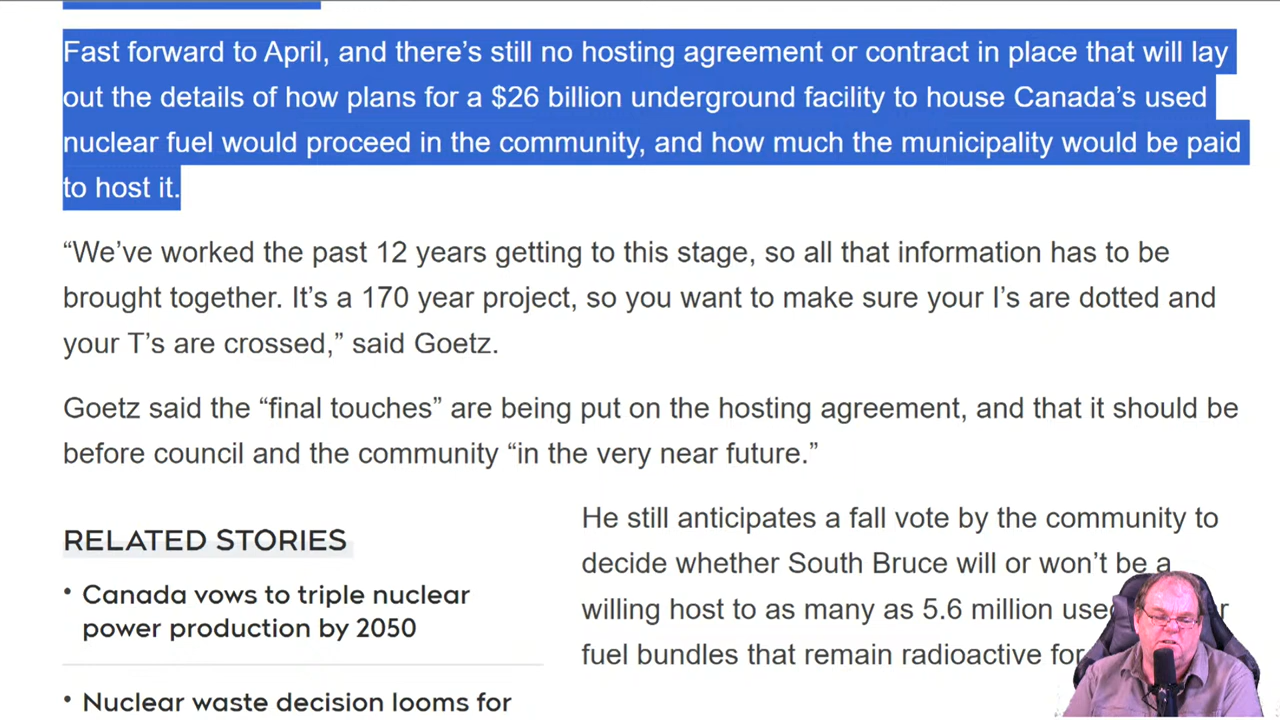 Fast forward to April, and there’s still no hosting agreement or contract in place that will lay
out the details of how plans for a $26 billion underground facility to house Canada’s used
nuclear fuel would proceed in the community, and how much the municipality would be paid
to host it.
“We’ve worked the past 12 years getting to this stage, so all that information has to be
brought together. It’s a 170 year project, so you want to make sure your I’s are dotted and
your T’s are crossed,” said Goetz.
Goetz said the “final touches” are being put on the hosting agreement, and that it should be
before council and the community “in the very near future.”
RELATED STORIES
• Canada vows to triple nuclear
power production by 2050
• Nuclear waste decision looms for
He still anticipates a fall vote by the community to
decide whether South Bruce will or won’t be a
willing host to as many as 5.6 million
fuel bundles that remain radioactive for